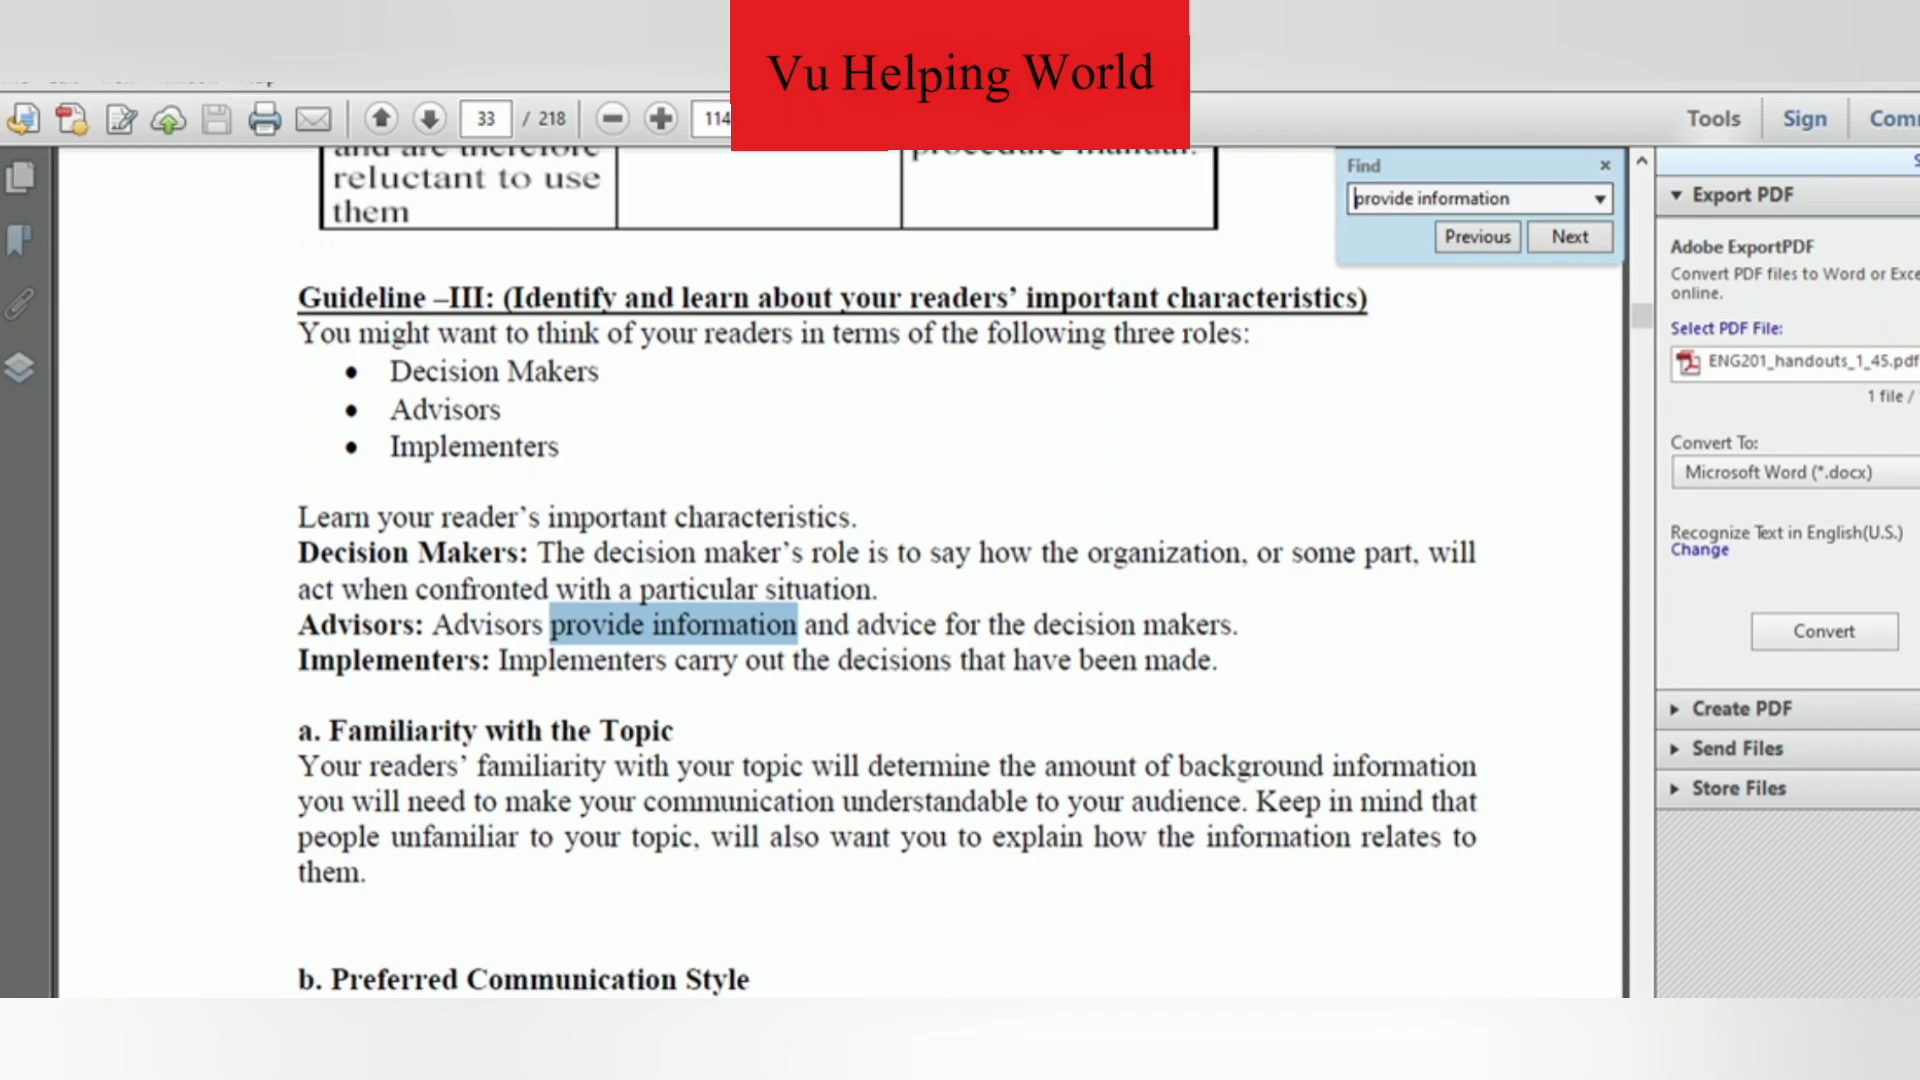 Vu Helping World
33 / 218
114
Tools
Sign
Com
and are therefore
procedure manual.
reluctant to use
them
Find
provide information
Previous
Next
Guideline –III: (Identify and learn about your readers’ important characteristics)
You might want to think of your readers in terms of the following three roles:
• Decision Makers
• Advisors
• Implementers
Learn your reader’s important characteristics.
Decision Makers: The decision maker’s role is to say how the organization, or some part, will
act when confronted with a particular situation.
Advisors: Advisors provide information and advice for the decision makers.
Implementers: Implementers carry out the decisions that have been made.
a. Familiarity with the Topic
Your readers’ familiarity with your topic will determine the amount of background information
you will need to make your communication understandable to your audience. Keep in mind that
people unfamiliar to your topic, will also want you to explain how the information relates to
them.
b. Preferred Communication Style
Export PDF
Adobe ExportPDF
Convert PDF files to Word or Exce
online.
Select PDF File:
ENG201_handouts_1_45.pdf
1 file /
Convert To:
Microsoft Word (*.docx)
Recognize Text in English(U.S.)
Change
Convert
Create PDF
Send Files
Store Files